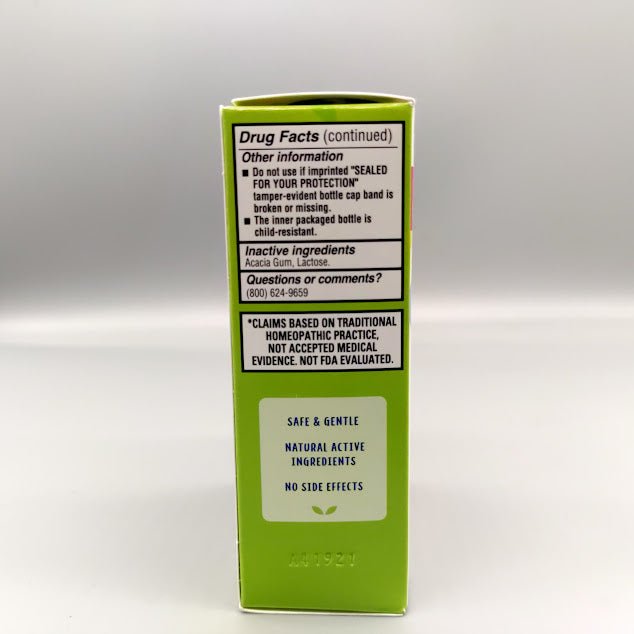 Drug Facts (continued)
Other information
■ Do not use if imprinted "SEALED
FOR YOUR PROTECTION"
tamper-evident bottle cap band is
broken or missing.
■ The inner packaged bottle is
child-resistant.
Inactive ingredients
Acacia Gum, Lactose.
Questions or comments?
(800) 624-9659
*CLAIMS BASED ON TRADITIONAL
HOMEOPATHIC PRACTICE,
NOT ACCEPTED MEDICAL
EVIDENCE. NOT FDA EVALUATED.
SAFE & GENTLE
NATURAL ACTIVE
INGREDIENTS
NO SIDE EFFECTS
A41921